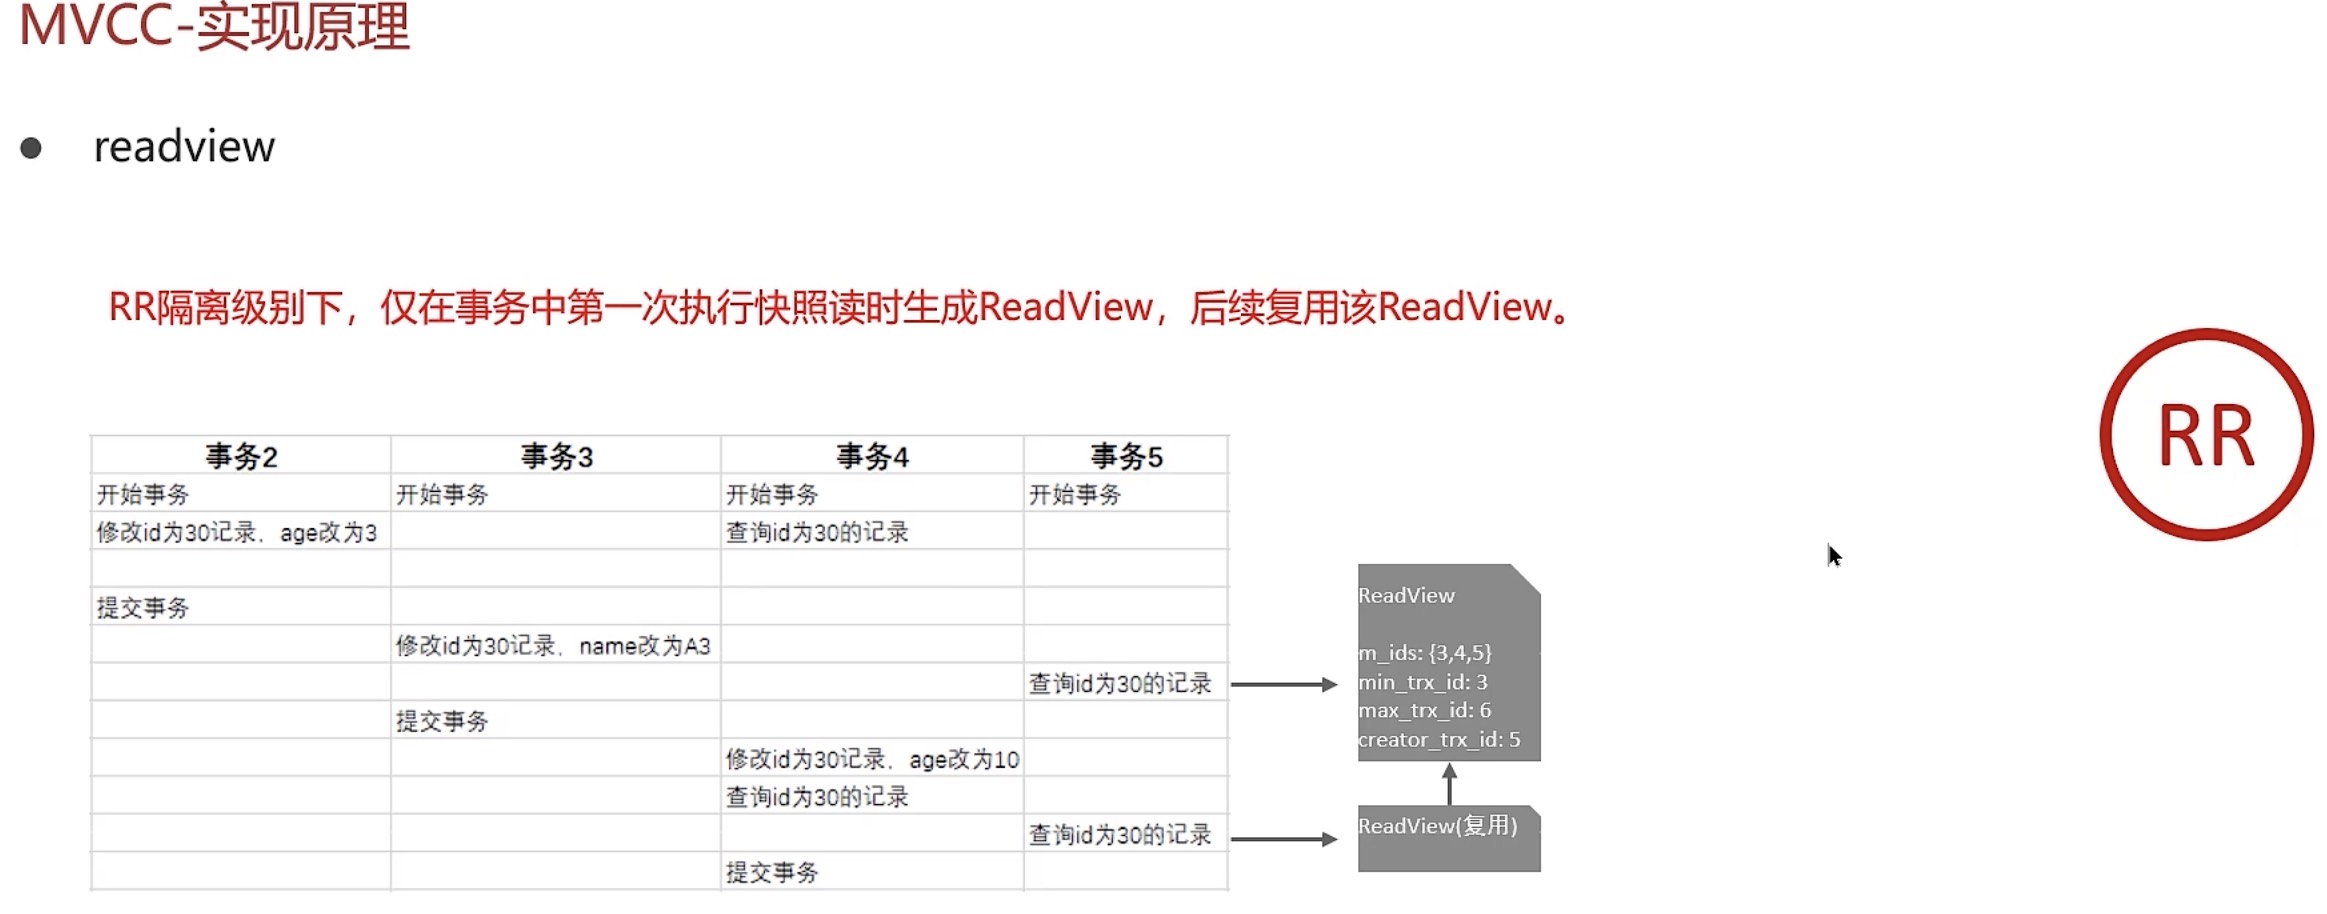 MVCC-实现原理
● readview
RR隔离级别下，仅在事务中第一次执行快照读时生成ReadView，后续复用该ReadView。
RR
事务2 事务3 事务4 事务5
开始事务 开始事务 开始事务 开始事务
修改id为30记录，age改为3 查询id为30的记录
提交事务
修改id为30记录，name改为A3
查询id为30的记录
提交事务
修改id为30记录，age改为10
查询id为30的记录
查询id为30的记录
提交事务
ReadView
m_ids: {3,4,5}
min_trx_id: 3
max_trx_id: 6
creator_trx_id: 5
ReadView(复用)